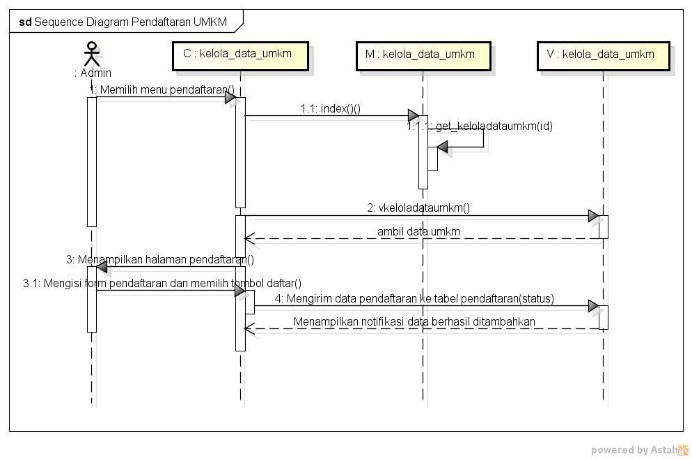 sd Sequence Diagram Pendaftaran UMKM
C : kelola_data_umkm
M : kelola_data_umkm
V : kelola_data_umkm
: Admin
1: Memilih menu pendaftaran()
1.1: index()()
1.1.1: get_keloladataumkm(id)
2: vkeloladataumkm()
ambil data umkm
3: Menampilkan halaman pendaftaran()
3.1: Mengisi form pendaftaran dan memilih tombol daftar()
4: Mengirim data pendaftaran ke tabel pendaftaran(status)
Menampilkan notifikasi data berhasil ditambahkan
powered by Astah